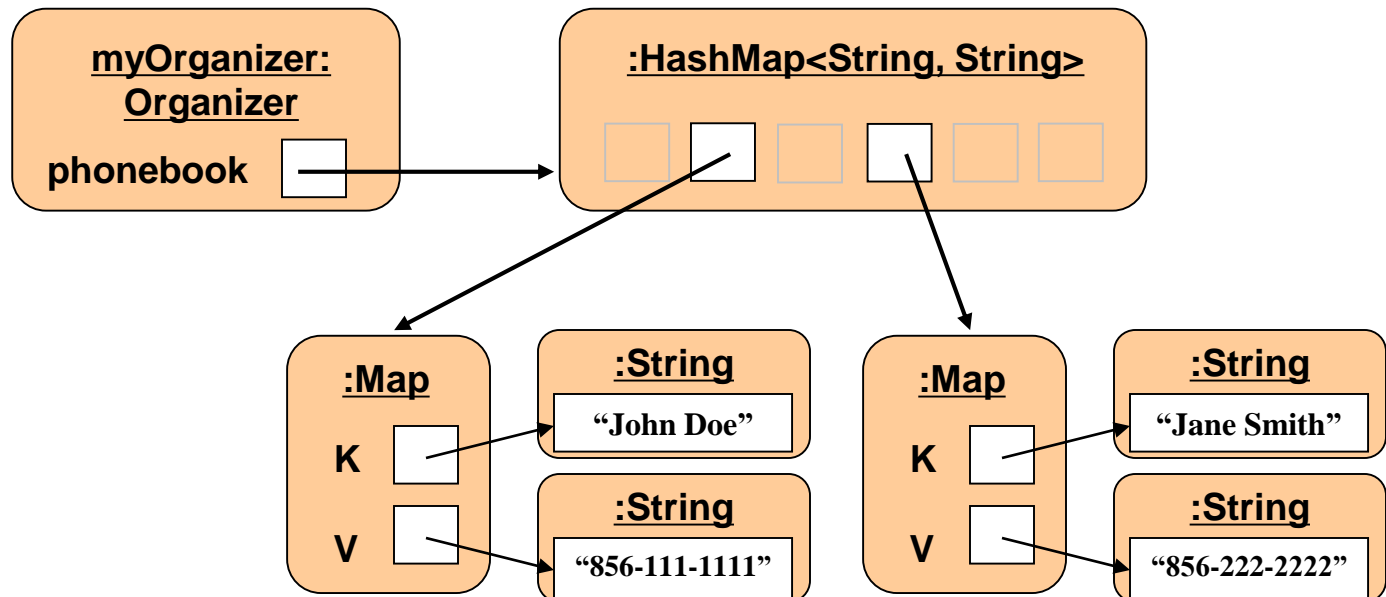 myOrganizer:
Organizer
phonebook
:HashMap<String, String>
:Map
K
V
:String
“John Doe”
:String
“856-111-1111”
:Map
K
V
:String
“Jane Smith”
:String
“856-222-2222”